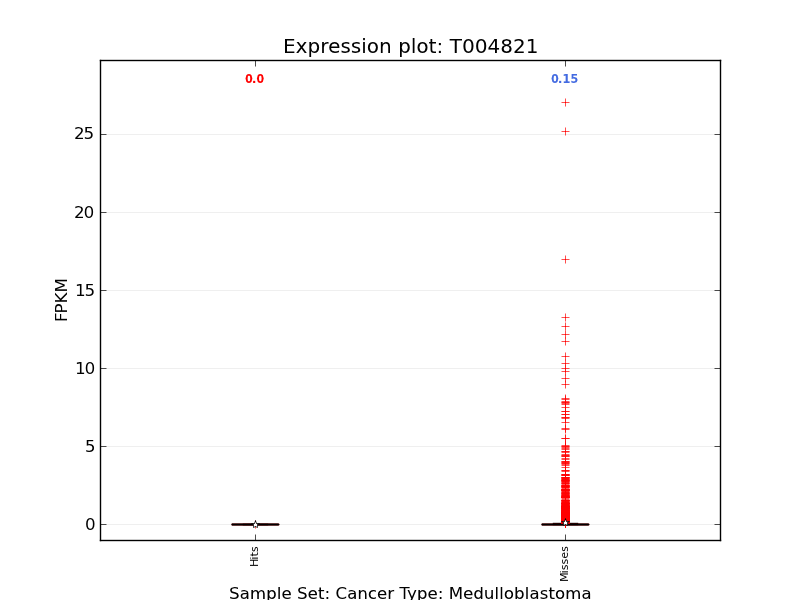 Expression plot: T004821
0.0
0.15
25
20
15
10
5
0
FPKM
Hits
Misses
Sample Set: Cancer Type: Medulloblastoma